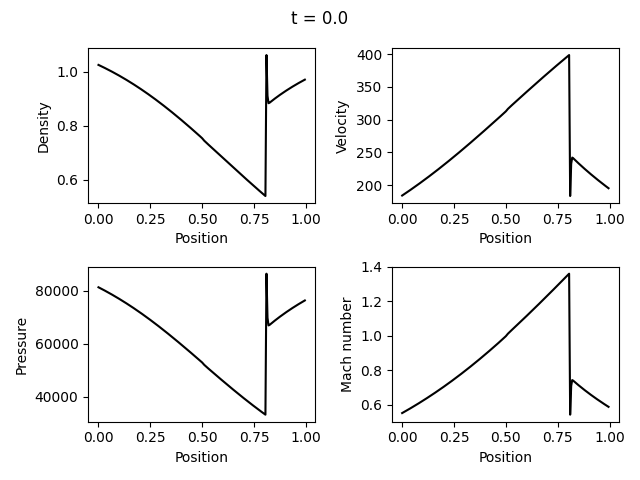 t = 0.0
1.0
0.8
0.6
Density
0.00 0.25 0.50 0.75 1.00
Position
400
350
300
250
200
Velocity
0.00 0.25 0.50 0.75 1.00
Position
80000
60000
40000
Pressure
0.00 0.25 0.50 0.75 1.00
Position
1.4
1.2
1.0
0.8
0.6
Mach number
0.00 0.25 0.50 0.75 1.00
Position